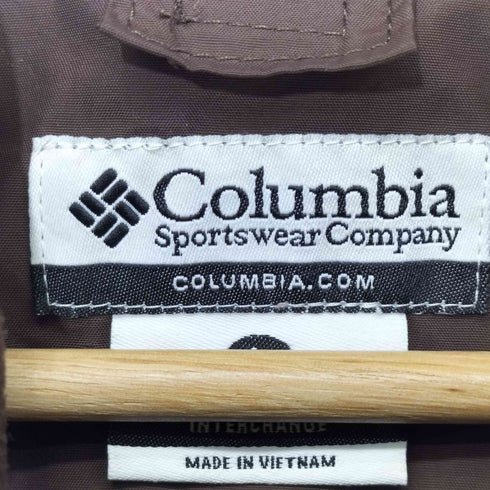 Columbia
Sportswear Company
COLUMBIA.COM
INTERCHANGE
MADE IN VIETNAM